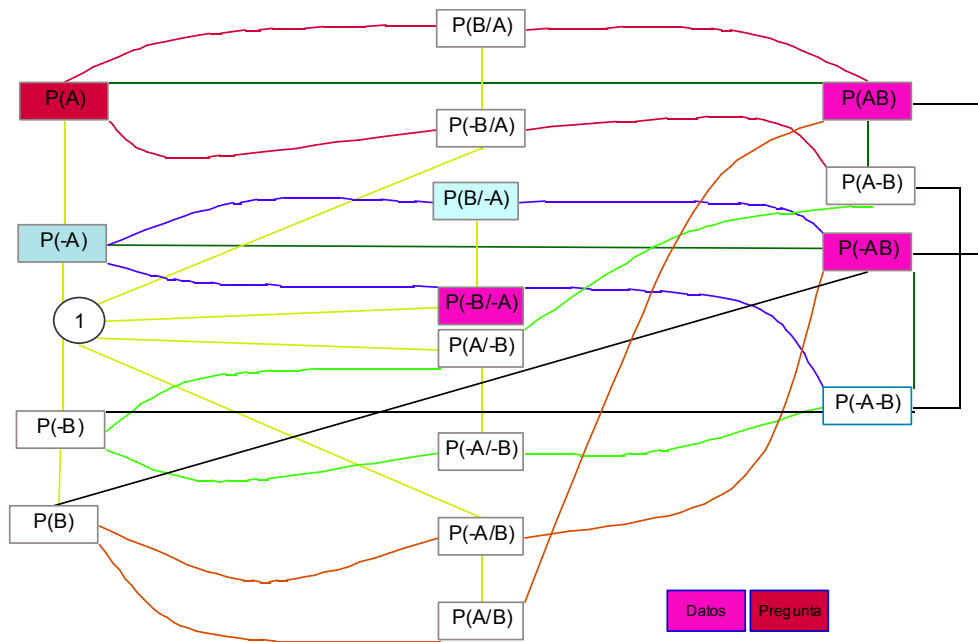 P(B/A)
P(A)
P(AB)
P(-B/A)
P(A-B)
P(B/-A)
P(-A)
P(-AB)
P(-B/-A)
1
P(A/-B)
P(-A-B)
P(-B)
P(-A/-B)
P(B)
P(-A/B)
P(A/B)
Datos
Pregunta